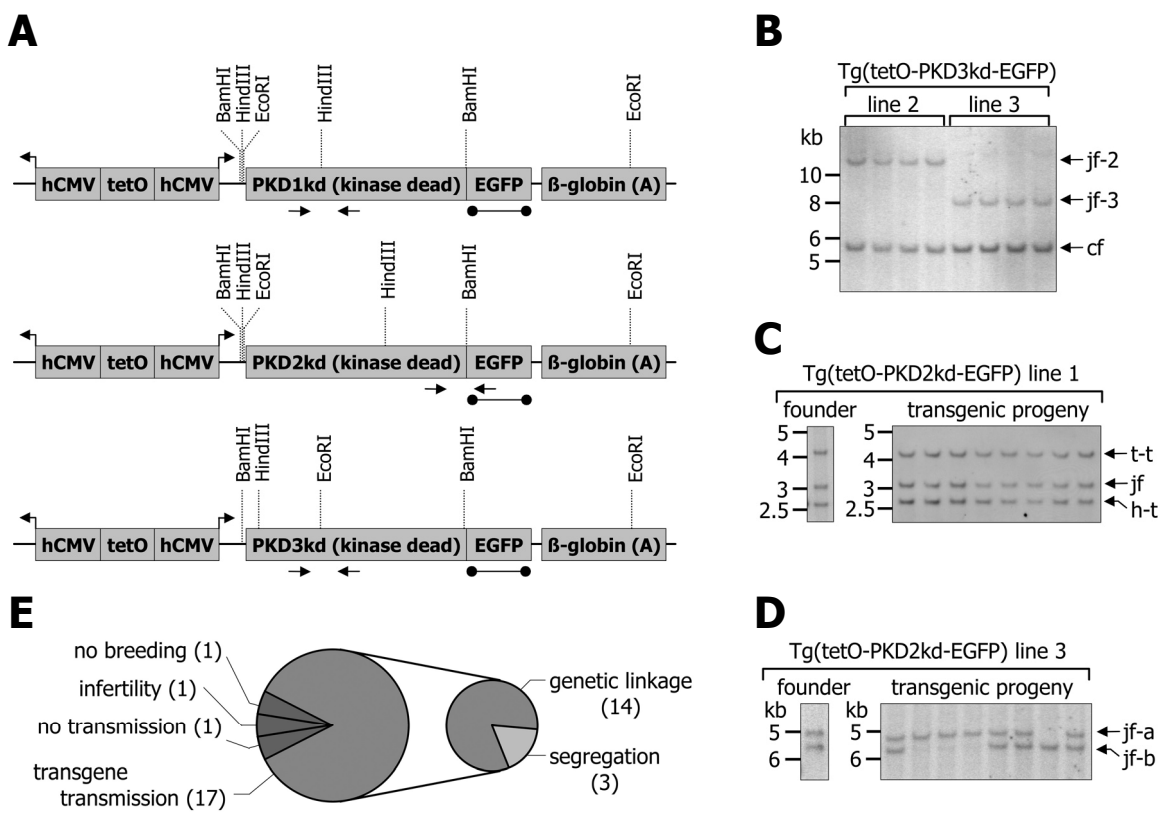 A
BamHI
HindIII
EcoRI
HindIII
BamHI
EcoRI
hCMV tetO hCMV PKD1kd (kinase dead) EGFP ß-globin (A)
BamHI
HindIII
EcoRI
HindIII
BamHI
EcoRI
hCMV tetO hCMV PKD2kd (kinase dead) EGFP ß-globin (A)
BamHI
HindIII
EcoRI
BamHI
EcoRI
hCMV tetO hCMV PKD3kd (kinase dead) EGFP ß-globin (A)
B
Tg(tetO-PKD3kd-EGFP)
line 2 line 3
kb
10
8
6
5
jf-2
jf-3
cf
C
Tg(tetO-PKD2kd-EGFP) line 1
founder transgenic progeny
5
4
3
2.5
5
4
3
2.5
t-t
jf
h-t
D
Tg(tetO-PKD2kd-EGFP) line 3
founder transgenic progeny
kb
5
6
kb
5
6
jf-a
jf-b
E
no breeding (1)
infertility (1)
no transmission (1)
transgene
transmission (17)
genetic linkage
(14)
segregation
(3)